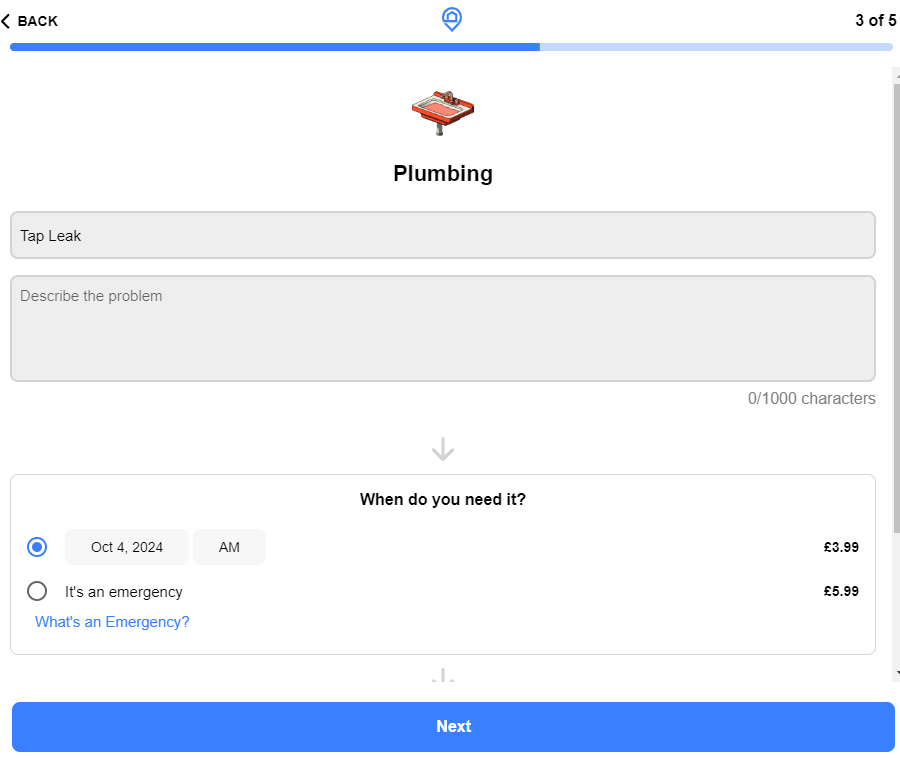 BACK
3 of 5
Plumbing
Tap Leak
Describe the problem
0/1000 characters
When do you need it?
Oct 4, 2024 AM £3.99
It's an emergency £5.99
What's an Emergency?
Next